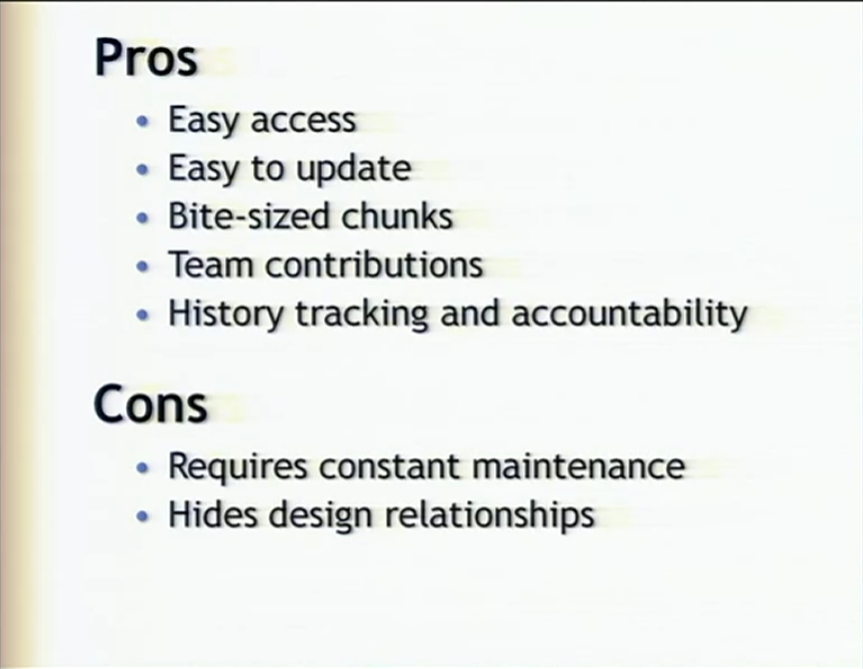 Pros
• Easy access
• Easy to update
• Bite-sized chunks
• Team contributions
• History tracking and accountability
Cons
• Requires constant maintenance
• Hides design relationships